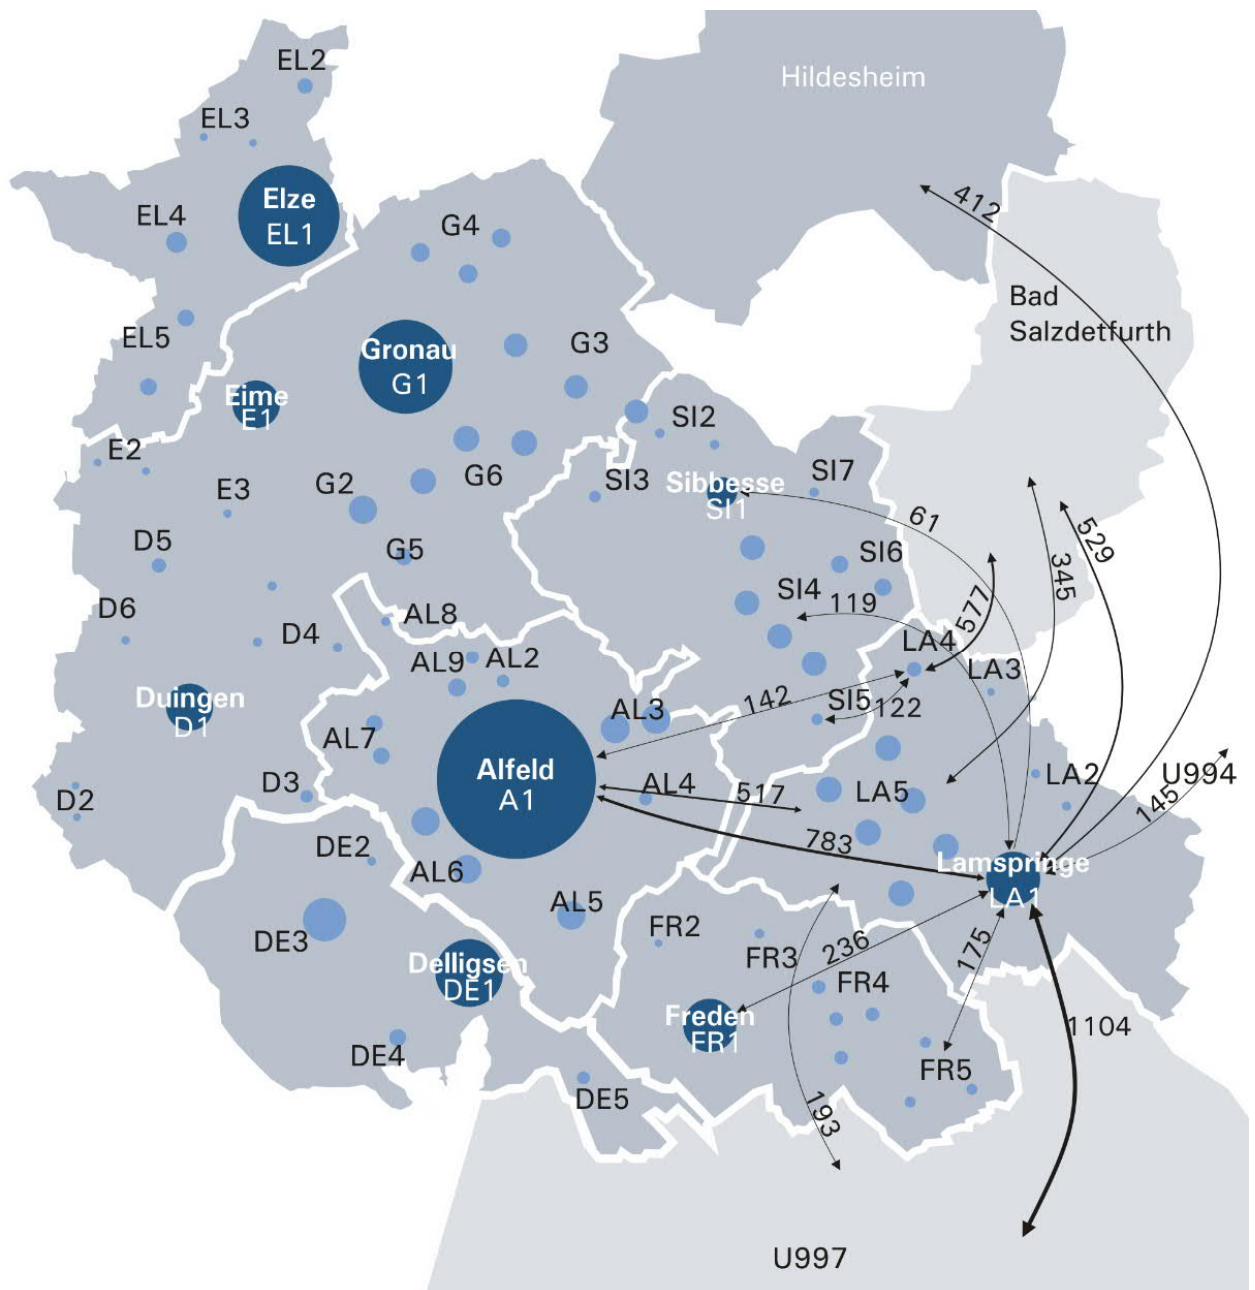 EL2
Hildesheim
EL3
412
Elze
EL1
EL4
G4
Bad
Salzdetfurth
EL5
G3
Gronau
G1
Eime
E1
SI2
E2
G6
SI3
Sibbesse
SI1
SI7
G2
E3
61
529
D5
G5
SI6
345
SI4
577
119
D6
AL8
D4
LA4
AL9
AL2
LA3
Duingen
D1
142
SI5
122
AL3
AL7
Alfeld
A1
LA2
U994
D3
AL4
517
LA5
145
D2
783
DE2
AL6
Lamspringe
LA1
AL5
FR2
DE3
236
FR3
175
Delligsen
DE1
FR4
Freden
FR1
1104
DE4
FR5
DE5
193
U997